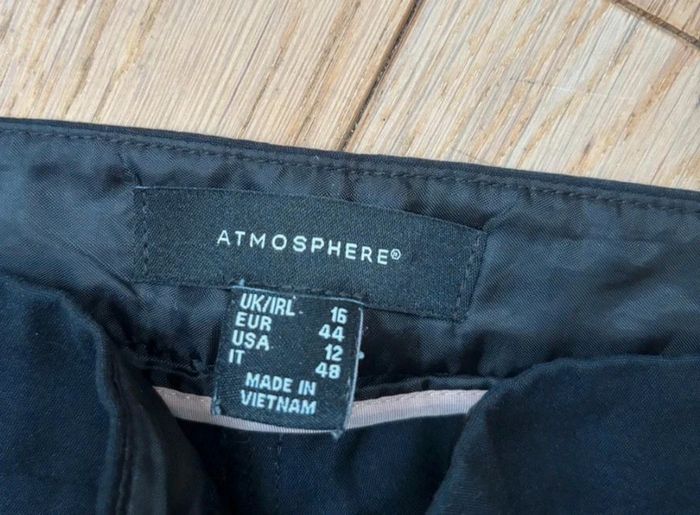 ATMOSPHERE®
UK/IRL 16
EUR 44
USA 12
IT 48
MADE IN
VIETNAM